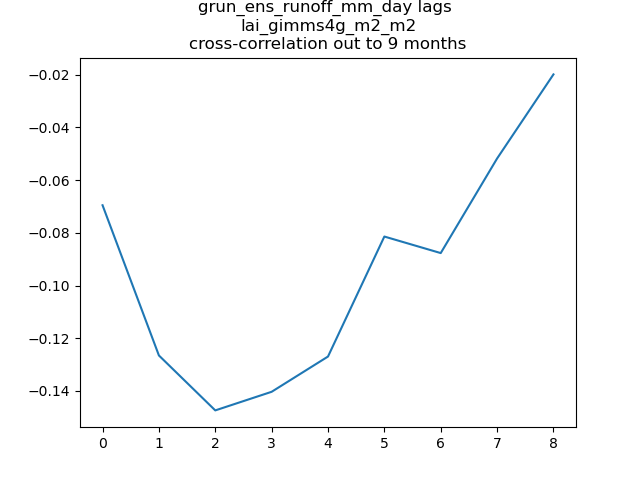 grun_ens_runoff_mm_day lags
lai_gimms4g_m2_m2
cross-correlation out to 9 months
−0.02
−0.04
−0.06
−0.08
−0.10
−0.12
−0.14
0 1 2 3 4 5 6 7 8